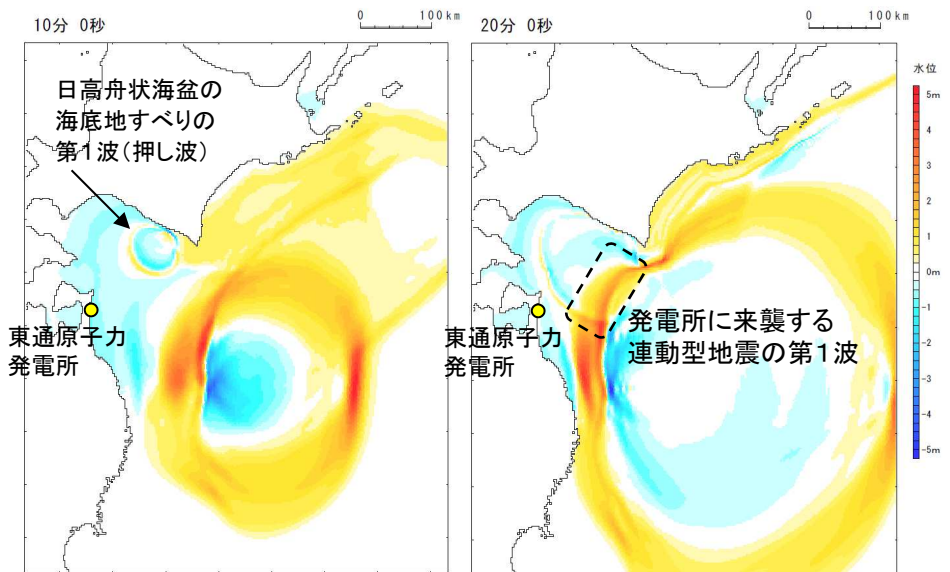 10分 0秒
0 100km
日高舟状海盆の
海底地すべりの
第1波(押し波)
東通原子力
発電所
20分 0秒
0 100km
東通原子力
発電所
発電所に来襲する
連動型地震の第1波
水位
5m
4
3
2
1
0m
-1
-2
-3
-4
-5m